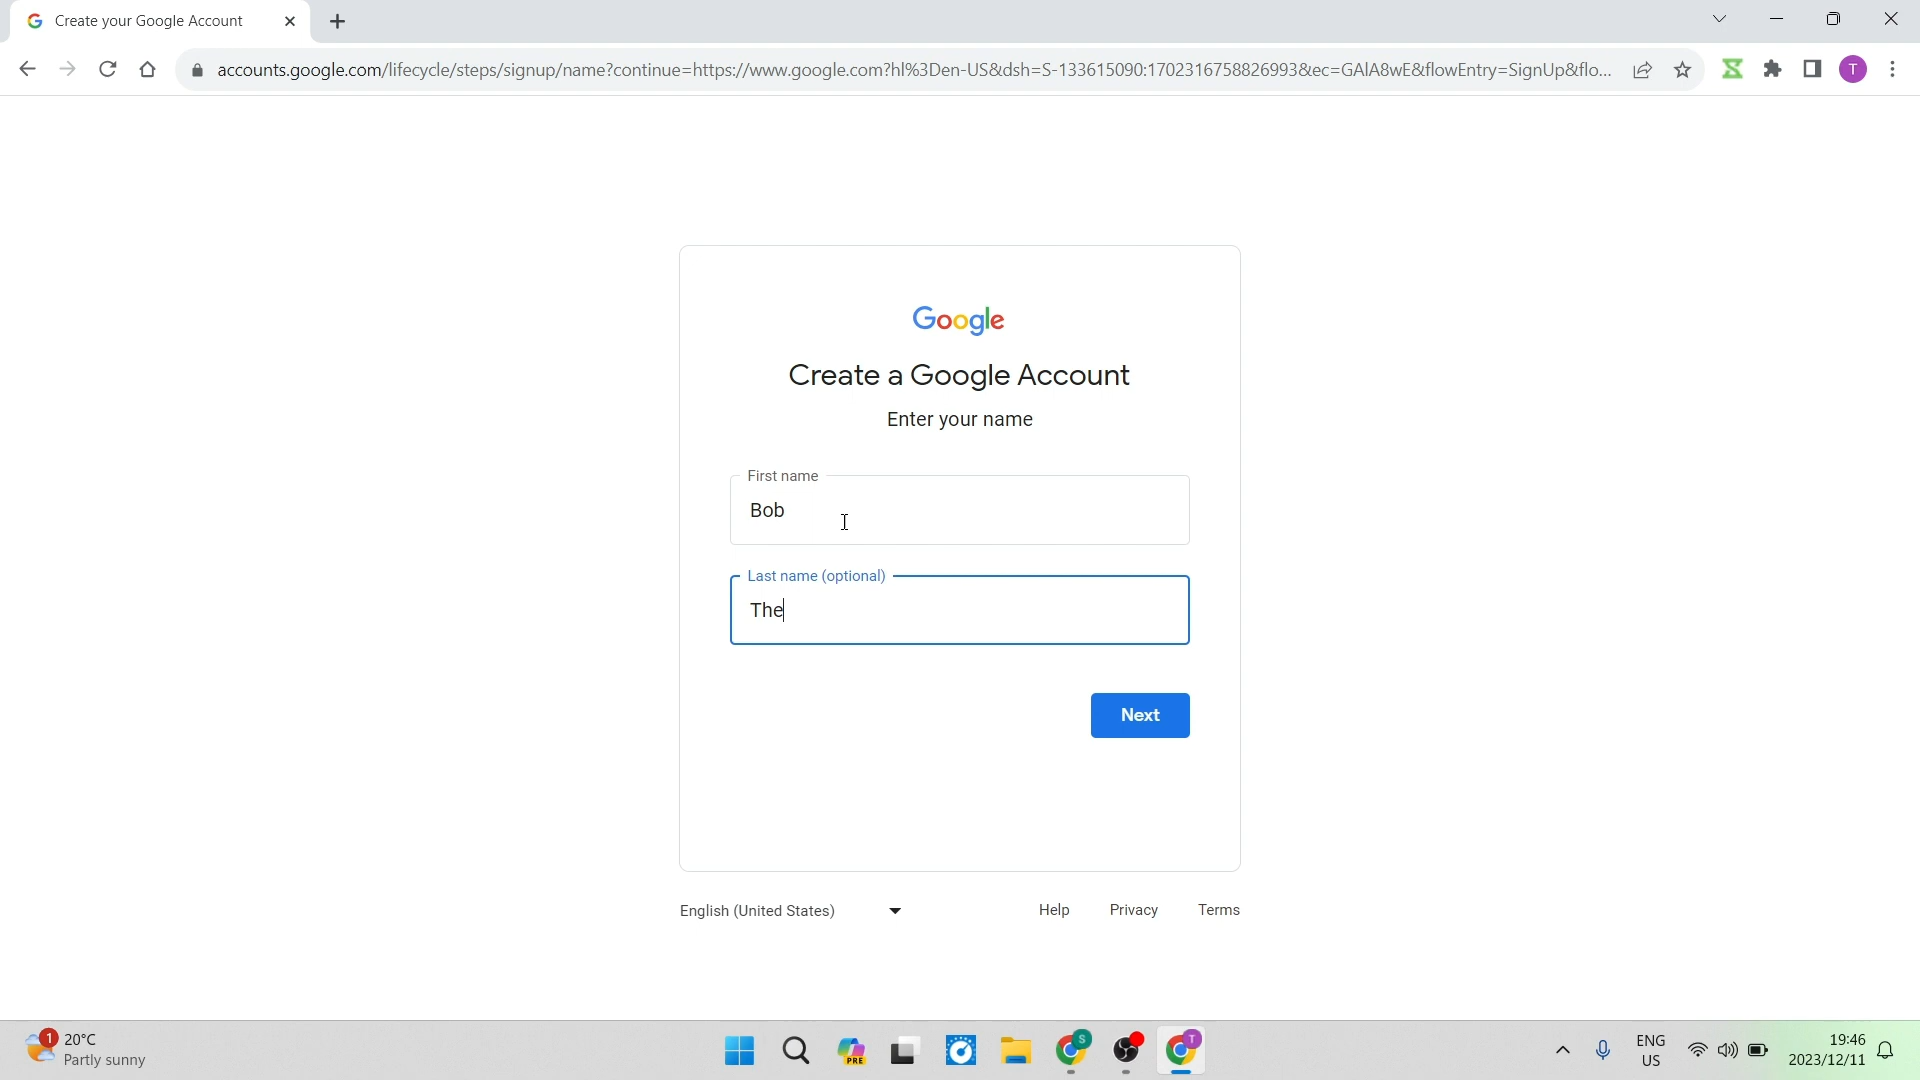 Create your Google Account
accounts.google.com/lifecycle/steps/signup/name?continue=https://www.google.com?hl%3Den-US&dsh=S-133615090:1702316758826993&ec=GAlA8wE&flowEntry=SignUp&flo...
T
Google
Create a Google Account
Enter your name
First name
Bob
Last name (optional)
The
Next
English (United States)
Help
Privacy
Terms
1
20°C
Partly sunny
PRE
S
T
ENG
US
19:46
2023/12/11